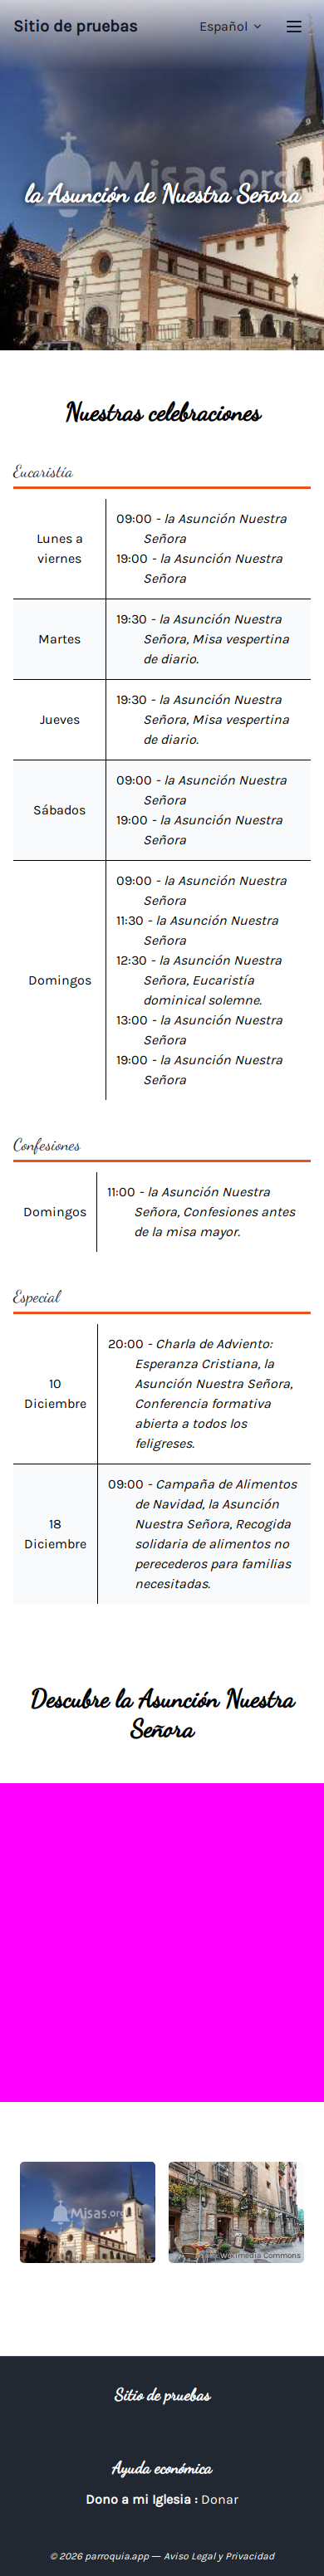 Sitio de pruebas
Español
Misas.org
la Asunción de Nuestra Señora
Nuestras celebraciones
Eucaristía
Lunes a
viernes
09:00 - la Asunción Nuestra
Señora
19:00 - la Asunción Nuestra
Señora
Martes
19:30 - la Asunción Nuestra
Señora, Misa vespertina
de diario.
Jueves
19:30 - la Asunción Nuestra
Señora, Misa vespertina
de diario.
Sábados
09:00 - la Asunción Nuestra
Señora
19:00 - la Asunción Nuestra
Señora
Domingos
09:00 - la Asunción Nuestra
Señora
11:30 - la Asunción Nuestra
Señora
12:30 - la Asunción Nuestra
Señora, Eucaristía
dominical solemne.
13:00 - la Asunción Nuestra
Señora
19:00 - la Asunción Nuestra
Señora
Confesiones
Domingos
11:00 - la Asunción Nuestra
Señora, Confesiones antes
de la misa mayor.
Especial
10
Diciembre
20:00 - Charla de Adviento:
Esperanza Cristiana, la
Asunción Nuestra Señora,
Conferencia formativa
abierta a todos los
feligreses.
18
Diciembre
09:00 - Campaña de Alimentos
de Navidad, la Asunción
Nuestra Señora, Recogida
solidaria de alimentos no
perecederos para familias
necesitadas.
Descubre la Asunción Nuestra
Señora
Misas.org
Wikimedia Commons
Sitio de pruebas
Ayuda económica
Dono a mi Iglesia : Donar
© 2026 parroquia.app — Aviso Legal y Privacidad